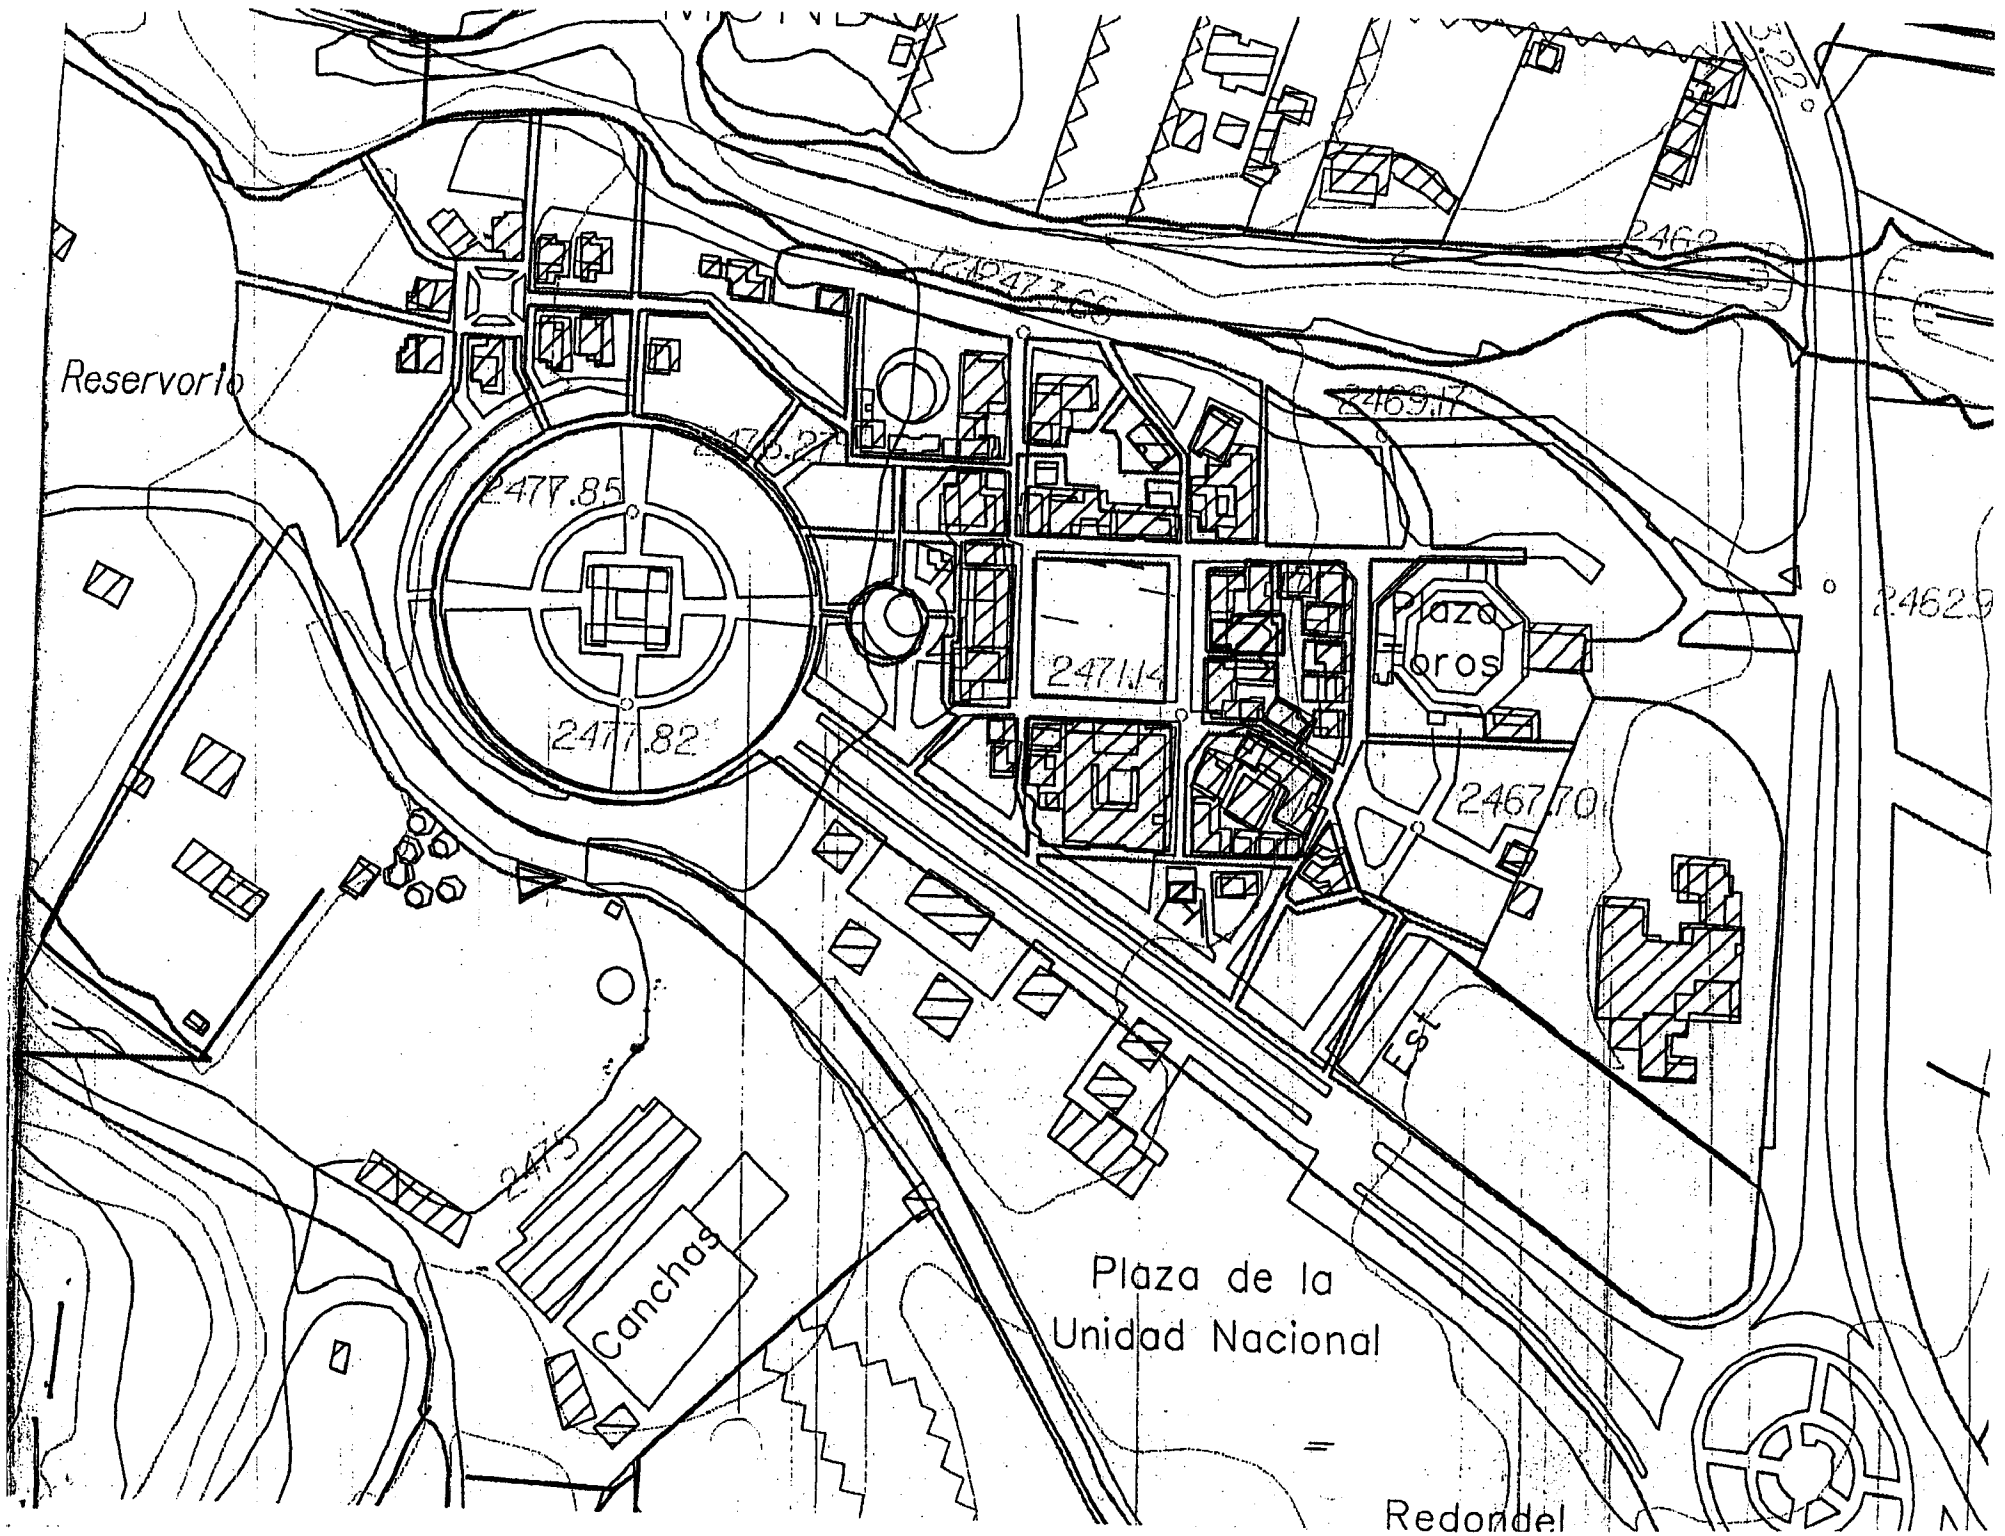 2462
2473.66
Reservorio
2469.17
2476.27
2477.85
2462.9
Plaza
Toros
2471.14
2477.82
2467.70
Est
2475
Canchas
Plaza de la
Unidad Nacional
Redondel